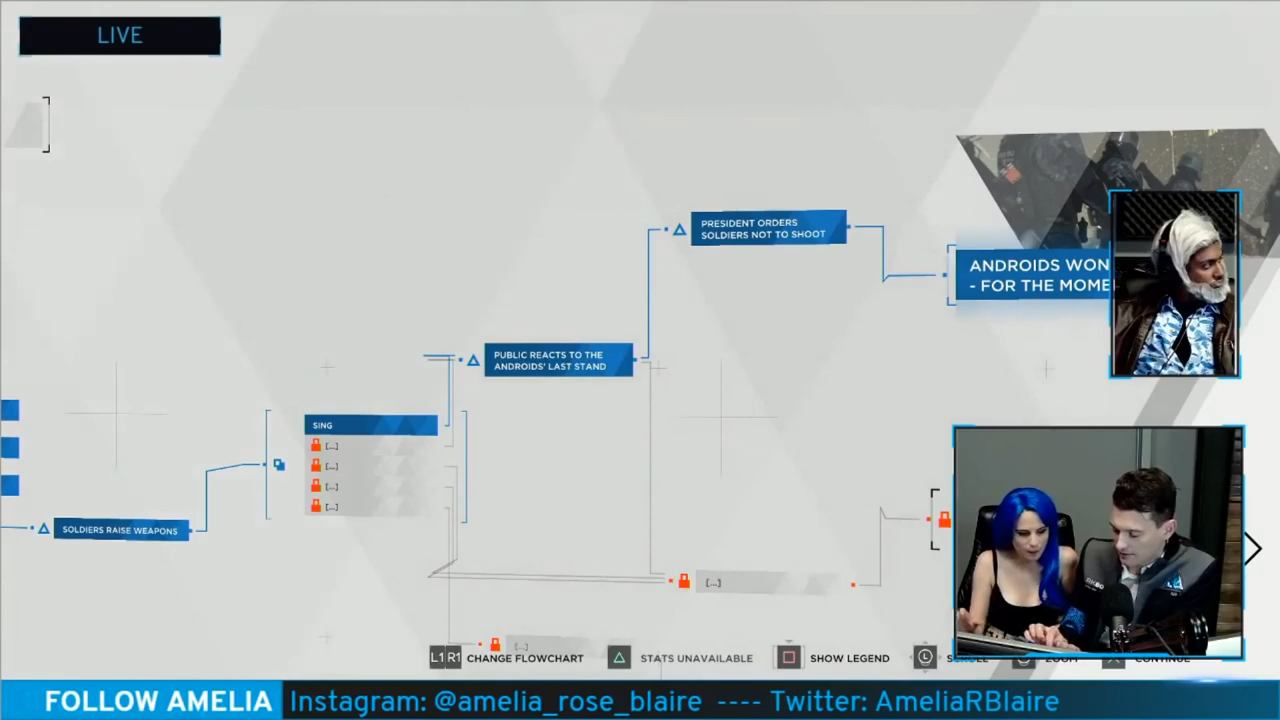 LIVE
PRESIDENT ORDERS
SOLDIERS NOT TO SHOOT
ANDROIDS WON
- FOR THE MOME
PUBLIC REACTS TO THE
ANDROIDS' LAST STAND
SING
[...]
[...]
[...]
[...]
SOLDIERS RAISE WEAPONS
[...]
[...]
L1 R1 CHANGE FLOWCHART
STATS UNAVAILABLE
SHOW LEGEND
L
CONTINUE
FOLLOW AMELIA
Instagram: @amelia_rose_blaire ---- Twitter: AmeliaRBlaire